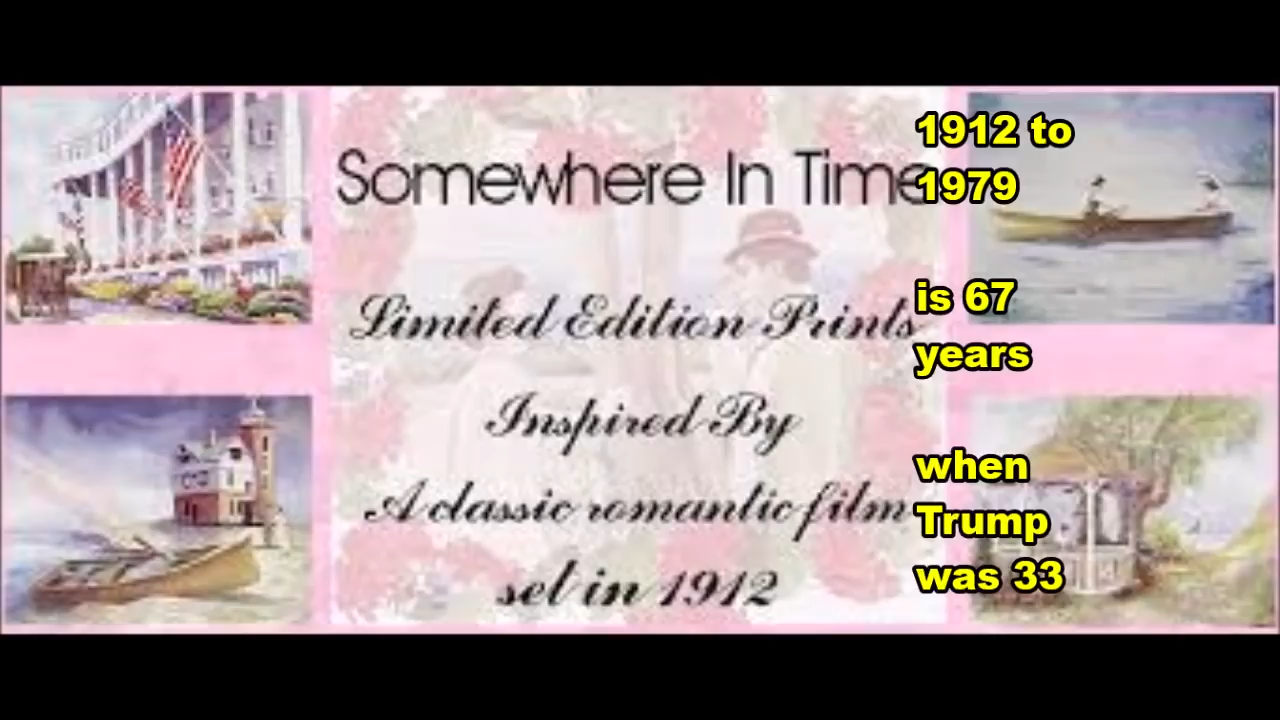 Somewhere In Time
Limited Edition Prints
Inspired By
A classic romantic film
set in 1912
1912 to
1979
is 67
years
when
Trump
was 33